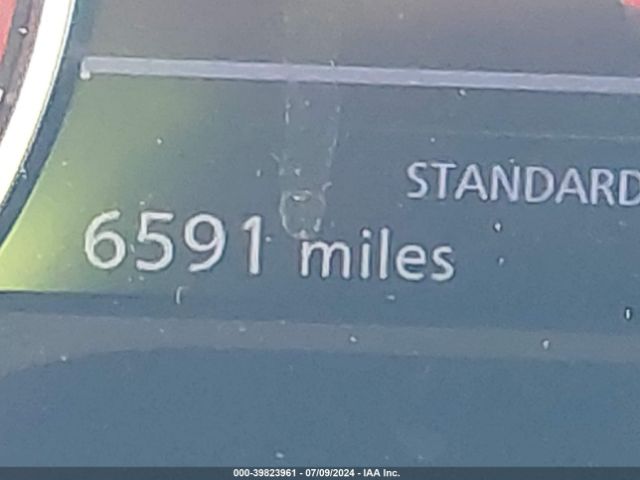 STANDARD
6591 miles
000-39823961 - 07/09/2024 - IAA Inc.